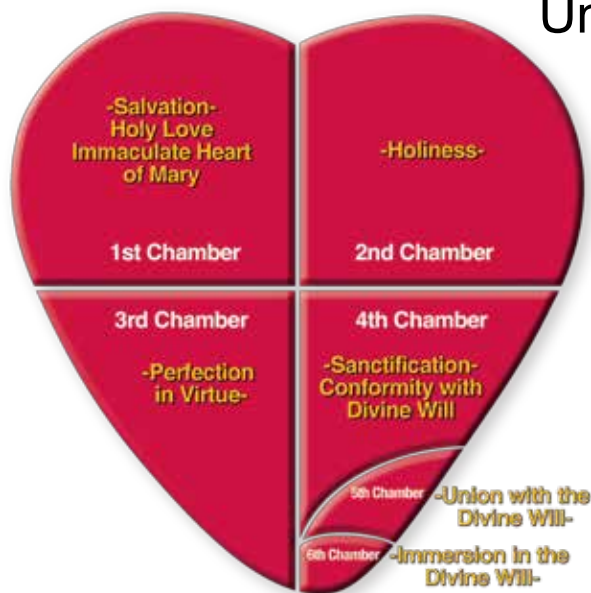 Un
-Salvation-
Holy Love
Immaculate Heart
of Mary
1st Chamber
-Holiness-
2nd Chamber
3rd Chamber
-Perfection
in Virtue-
4th Chamber
-Sanctification-
Conformity with
Divine Will
5th Chamber
-Union with the
Divine Will-
6th Chamber
-Immersion in the
Divine Will-